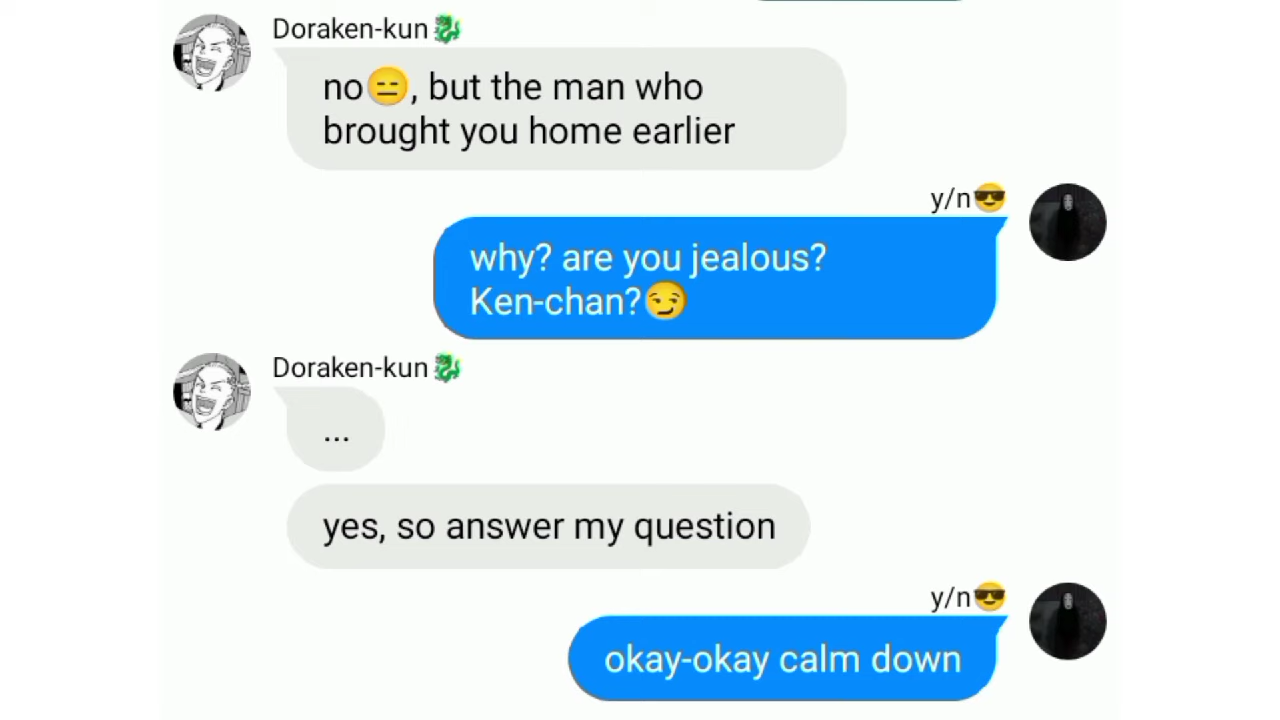 Doraken-kun🐉
no😑, but the man who
brought you home earlier
y/n😎
why? are you jealous?
Ken-chan?😏
Doraken-kun🐉
...
yes, so answer my question
y/n😎
okay-okay calm down